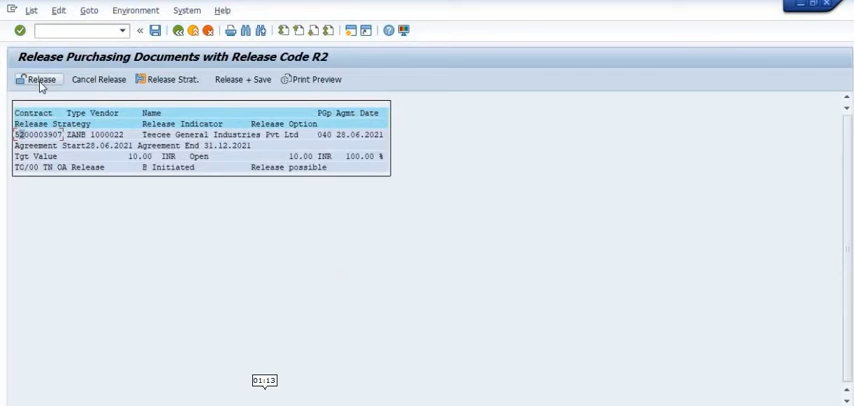 List Edit Goto Environment System Help
Release Purchasing Documents with Release Code R2
Release Cancel Release Release Strat. Release + Save Print Preview
Contract Type Vendor Name PGp Agmt Date
Release Strategy Release Indicator Release Option
5200003907 ZANB 1000022 Teecee General Industries Pvt Ltd 040 28.06.2021
Agreement Start28.06.2021 Agreement End 31.12.2021
Tgt Value 10.00 INR Open 10.00 INR 100.00 %
TC/00 TN OA Release B Initiated Release possible
01:13